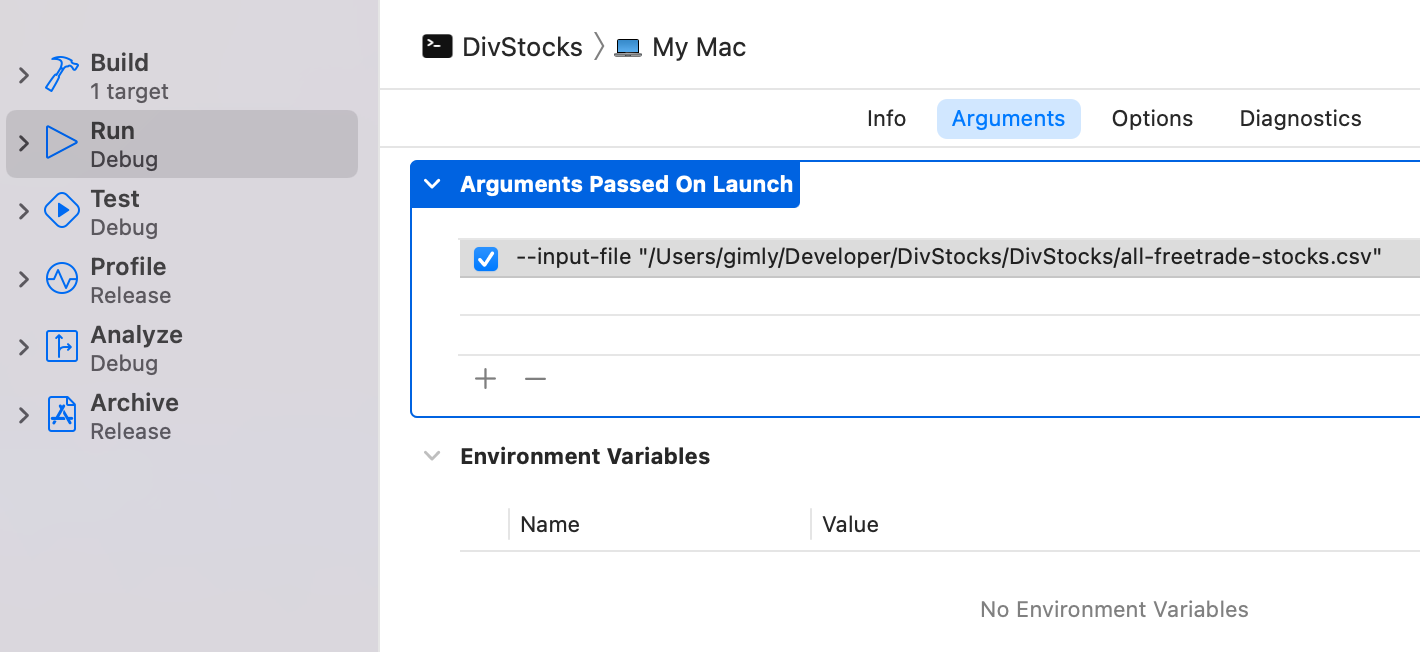 Build
1 target
Run
Debug
Test
Debug
Profile
Release
Analyze
Debug
Archive
Release
DivStocks My Mac
Info Arguments Options Diagnostics
Arguments Passed On Launch
--input-file "/Users/gimly/Developer/DivStocks/DivStocks/all-freetrade-stocks.csv"
Environment Variables
Name Value
No Environment Variables